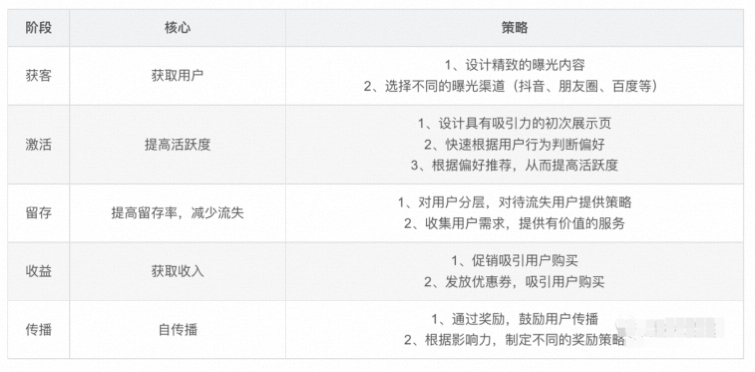 阶段 核心 策略
获客 获取用户 1、设计精致的曝光内容
2、选择不同的曝光渠道（抖音、朋友圈、百度等）
激活 提高活跃度 1、设计具有吸引力的初次展示页
2、快速根据用户行为判断偏好
3、根据偏好推荐，从而提高活跃度
留存 提高留存率，减少流失 1、对用户分层，对待流失用户提供策略
2、收集用户需求，提供有价值的服务
收益 获取收入 1、促销吸引用户购买
2、发放优惠券，吸引用户购买
传播 自传播 1、通过奖励，鼓励用户传播
2、根据影响力，制定不同的奖励策略